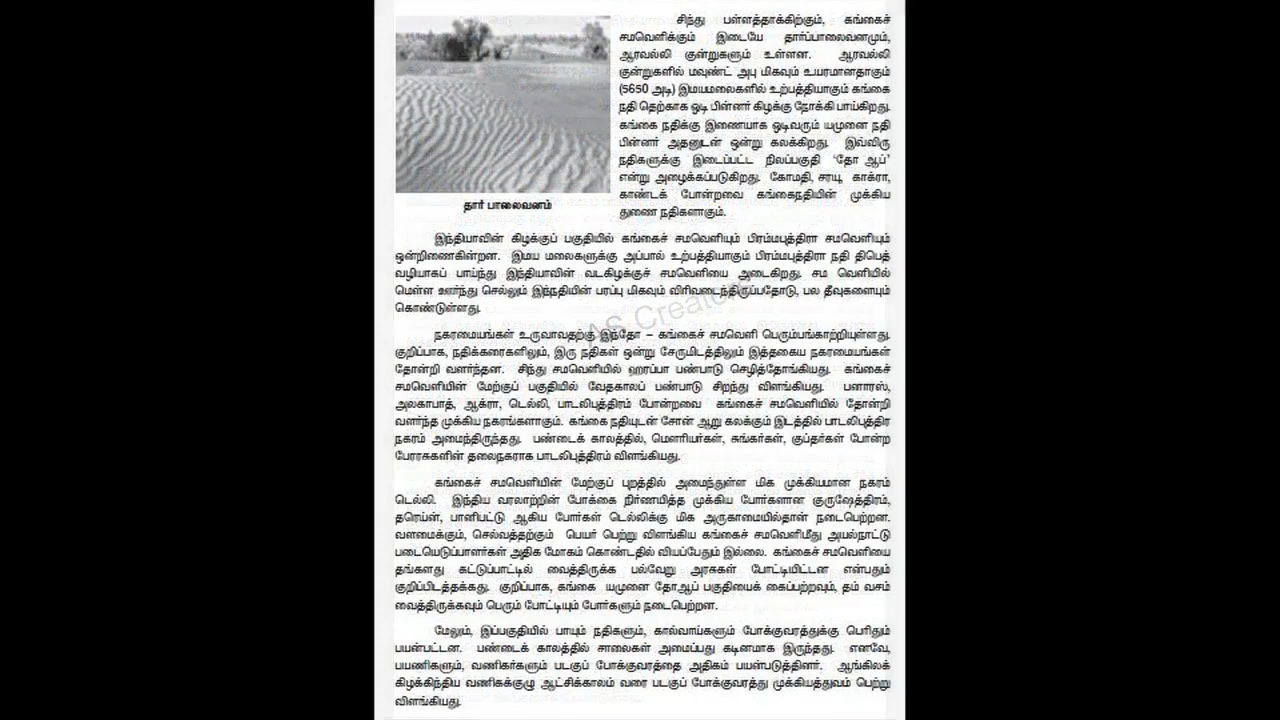 சிந்து பள்ளத்தாக்கிற்கும், கங்கைச்
சமவெளிக்கும் இடையே தார்ப்பாலைவனமும்,
ஆரவல்லி குன்றுகளும் உள்ளன. ஆரவல்லி
குன்றுகளில் மவுண்ட் அபு மிகவும் உயரமானதாகும்
(5650 அடி) இமயமலைகளில் உற்பத்தியாகும் கங்கை
நதி தெற்காக ஓடி பின்னர் கிழக்கு நோக்கி பாய்கிறது.
கங்கை நதிக்கு இணையாக ஓடிவரும் யமுனை நதி
பின்னர் அதனுடன் ஒன்று கலக்கிறது. இவ்விரு
நதிகளுக்கு இடைப்பட்ட நிலப்பகுதி ‘தோ ஆப்’
என்று அழைக்கப்படுகிறது. கோமதி, சரயூ, காக்ரா,
காண்டக் போன்றவை கங்கைநதியின் முக்கிய
துணை நதிகளாகும்.
தார் பாலைவனம்
இந்தியாவின் கிழக்குப் பகுதியில் கங்கைச் சமவெளியும் பிரம்மபுத்திரா சமவெளியும்
ஒன்றிணைகின்றன. இமய மலைகளுக்கு அப்பால் உற்பத்தியாகும் பிரம்மபுத்திரா நதி திபெத்
வழியாகப் பாய்ந்து இந்தியாவின் வடகிழக்குச் சமவெளியை அடைகிறது. சம வெளியில்
மெள்ள ஊர்ந்து செல்லும் இந்நதியின் பரப்பு மிகவும் விரிவடைந்திருப்பதோடு, பல தீவுகளையும்
கொண்டுள்ளது.
நகரமையங்கள் உருவாவதற்கு இந்தோ – கங்கைச் சமவெளி பெரும்பங்காற்றியுள்ளது.
குறிப்பாக, நதிக்கரைகளிலும், இரு நதிகள் ஒன்று சேருமிடத்திலும் இத்தகைய நகரமையங்கள்
தோன்றி வளர்ந்தன. சிந்து சமவெளியில் ஹரப்பா பண்பாடு செழித்தோங்கியது. கங்கைச்
சமவெளியின் மேற்குப் பகுதியில் வேதகாலப் பண்பாடு சிறந்து விளங்கியது. பனாரஸ்,
அலகாபாத், ஆக்ரா, டெல்லி, பாடலிபுத்திரம் போன்றவை கங்கைச் சமவெளியில் தோன்றி
வளர்ந்த முக்கிய நகரங்களாகும். கங்கை நதியுடன் சோன் ஆறு கலக்கும் இடத்தில் பாடலிபுத்திர
நகரம் அமைந்திருந்தது. பண்டைக் காலத்தில், மௌரியர்கள், சுங்கர்கள், குப்தர்கள் போன்ற
பேரரசுகளின் தலைநகராக பாடலிபுத்திரம் விளங்கியது.
கங்கைச் சமவெளியின் மேற்குப் புறத்தில் அமைந்துள்ள மிக முக்கியமான நகரம்
டெல்லி. இந்திய வரலாற்றின் போக்கை நிர்ணயித்த முக்கிய போர்களான குருஷேத்திரம்,
தரெய்ன், பானிபட்டு ஆகிய போர்கள் டெல்லிக்கு மிக அருகாமையில்தான் நடைபெற்றன.
வளமைக்கும், செல்வத்தற்கும் பெயர் பெற்று விளங்கிய கங்கைச் சமவெளிமீது அயல்நாட்டு
படையெடுப்பாளர்கள் அதிக மோகம் கொண்டதில் வியப்பேதும் இல்லை. கங்கைச் சமவெளியை
தங்களது கட்டுப்பாட்டில் வைத்திருக்க பல்வேறு அரசுகள் போட்டியிட்டன என்பதும்
குறிப்பிடத்தக்கது. குறிப்பாக, கங்கை யமுனை தோஆப் பகுதியைக் கைப்பற்றவும், தம் வசம்
வைத்திருக்கவும் பெரும் போட்டியும் போர்களும் நடைபெற்றன.
மேலும், இப்பகுதியில் பாயும் நதிகளும், கால்வாய்களும் போக்குவரத்துக்கு பெரிதும்
பயன்பட்டன. பண்டைக் காலத்தில் சாலைகள் அமைப்பது கடினமாக இருந்தது. எனவே,
பயணிகளும், வணிகர்களும் படகுப் போக்குவரத்தை அதிகம் பயன்படுத்தினர். ஆங்கிலக்
கிழக்கிந்திய வணிகக்குழு ஆட்சிக்காலம் வரை படகுப் போக்குவரத்து முக்கியத்துவம் பெற்று
விளங்கியது.
AS Creators